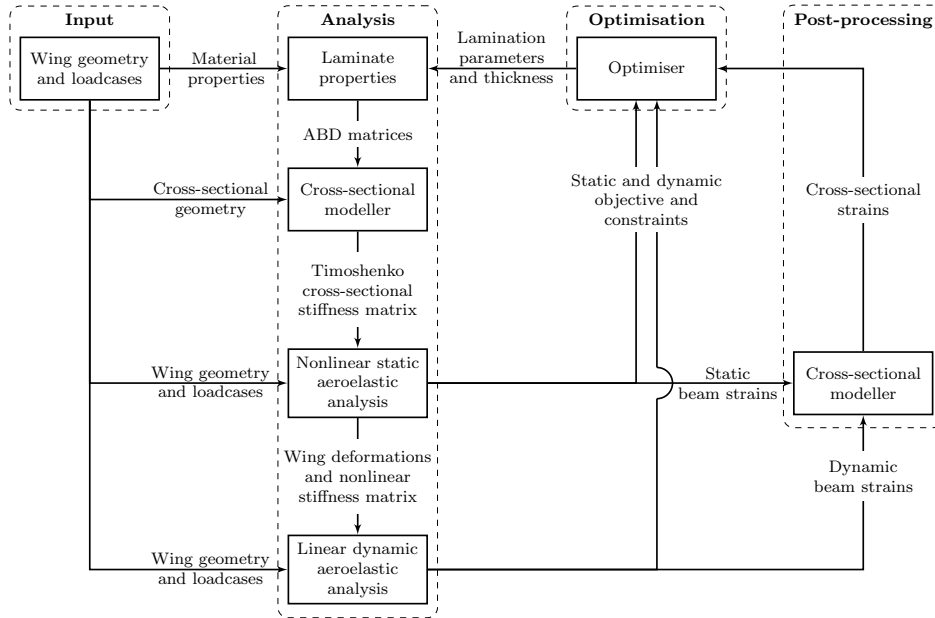 Input
Analysis
Optimisation
Post-processing
Wing geometry
and loadcases
Material
properties
Laminate
properties
Lamination
parameters
and thickness
Optimiser
ABD matrices
Cross-sectional
geometry
Cross-sectional
modeller
Static and dynamic
objective and
constraints
Cross-sectional
strains
Timoshenko
cross-sectional
stiffness matrix
Wing geometry
and loadcases
Nonlinear static
aeroelastic
analysis
Static
beam strains
Cross-sectional
modeller
Wing deformations
and nonlinear
stiffness matrix
Dynamic
beam strains
Wing geometry
and loadcases
Linear dynamic
aeroelastic
analysis